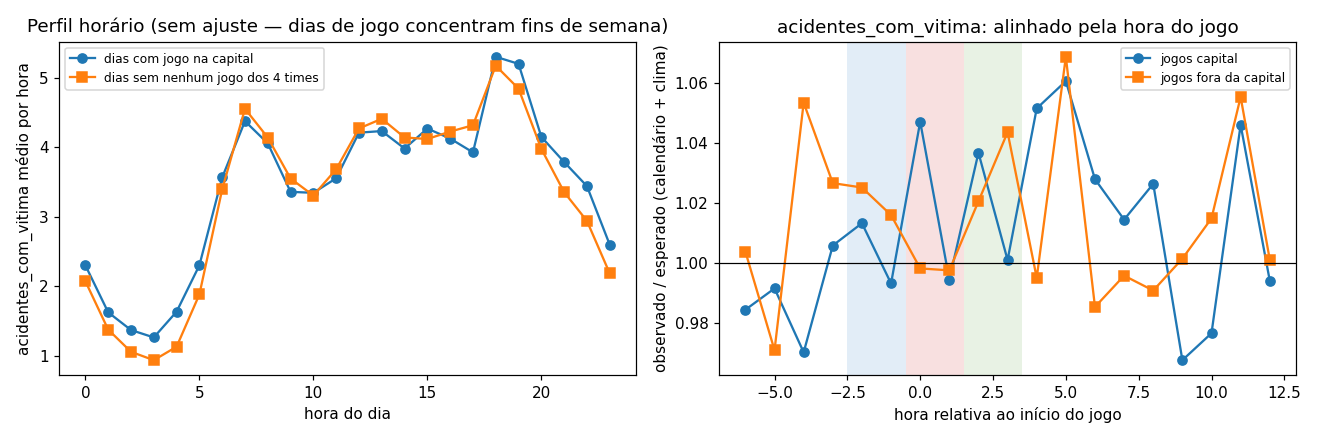 Perfil horário (sem ajuste — dias de jogo concentram fins de semana)
acidentes_com_vitima médio por hora
dias com jogo na capital
dias sem nenhum jogo dos 4 times
5
4
3
2
1
0
5
10
15
20
hora do dia
acidentes_com_vitima: alinhado pela hora do jogo
observado / esperado (calendário + clima)
jogos capital
jogos fora da capital
1.06
1.04
1.02
1.00
0.98
−5.0
−2.5
0.0
2.5
5.0
7.5
10.0
12.5
hora relativa ao início do jogo